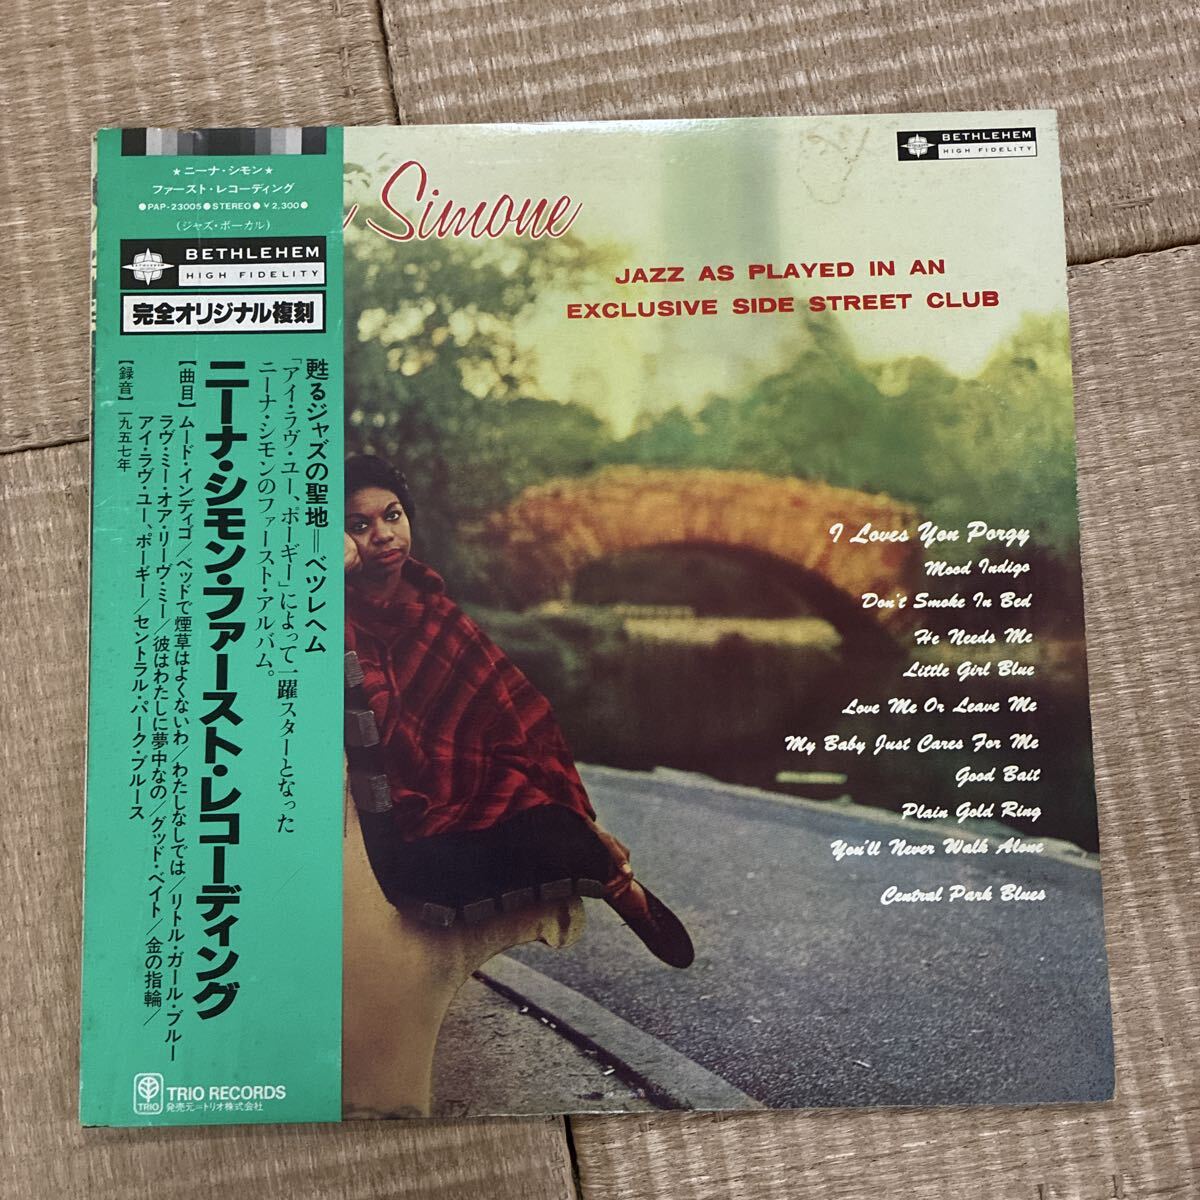 ★ニーナ・シモン★
ファースト・レコーディング
●PAP-23005●STEREO●¥2,300●
(ジャズ・ボーカル)
BETHLEHEM
HIGH FIDELITY
完全オリジナル複刻
甦るジャズの聖地=ベツレヘム
「アイ・ラヴ・ユー、ポーギー」によって一躍スターとなった
ニーナ・シモンのファースト・アルバム。
ニーナ・シモン・ファースト・レコーディング
【曲目】ムード・インディゴ/ベッドで煙草はよくないわ/わたしなしでは/リトル・ガール・ブルー
ラヴ・ミー・オア・リーヴ・ミー/彼はわたしに夢中なの/グッド・ベイト/金の指輪/
アイ・ラヴ・ユー、ポーギー/セントラル・パーク・ブルース
【録音】一九五七年
TRIO
TRIO RECORDS
発売元=トリオ株式会社
Simone
BETHLEHEM
HIGH FIDELITY
JAZZ AS PLAYED IN AN
EXCLUSIVE SIDE STREET CLUB
I Loves You Porgy
Mood Indigo
Don't Smoke In Bed
He Needs Me
Little Girl Blue
Love Me Or Leave Me
My Baby Just Cares For Me
Good Bait
Plain Gold Ring
You'll Never Walk Alone
Central Park Blues